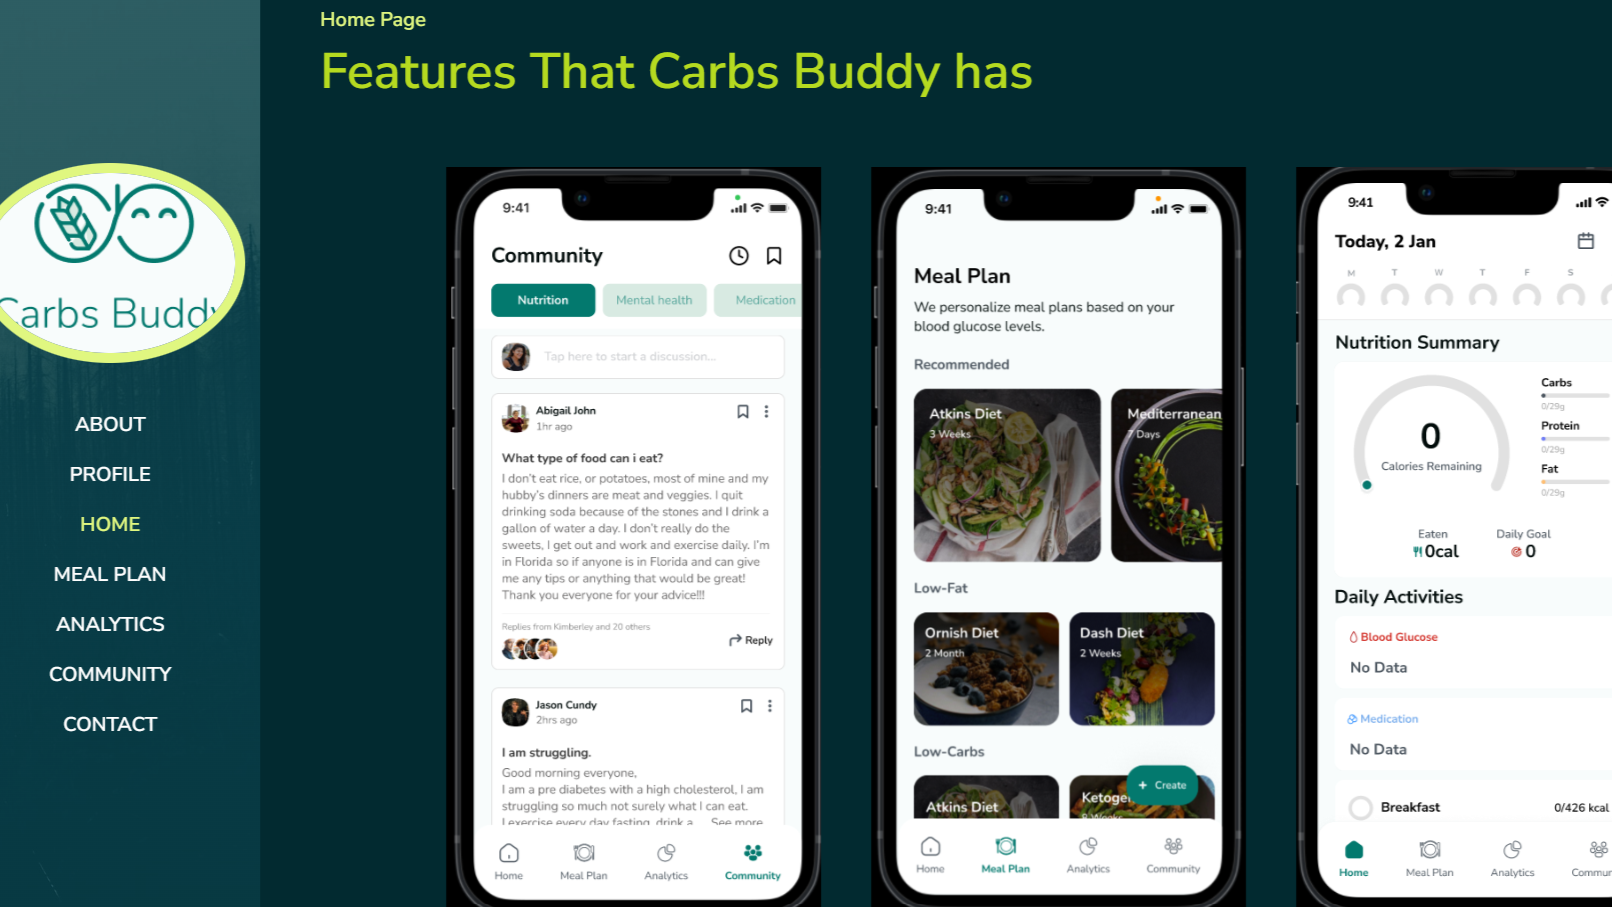 Home Page
Features That Carbs Buddy has
Carbs Buddy
ABOUT
PROFILE
HOME
MEAL PLAN
ANALYTICS
COMMUNITY
CONTACT
9:41
Community
Nutrition
Mental health
Medication
Tap here to start a discussion...
Abigail John
1hr ago
What type of food can i eat?
I don't eat rice, or potatoes, most of mine and my
hubby's dinners are meat and veggies. I quit
drinking soda because of the stones and I drink a
gallon of water a day. I don't really do the
sweets, I get out and work and exercise daily. I'm
in Florida so if anyone is in Florida and can give
me any tips or anything that would be great!
Thank you everyone for your advice!!!
Replies from Kimberley and 20 others
Reply
Jason Cundy
2hrs ago
I am struggling.
Good morning everyone,
I am a pre diabetes with a high cholesterol, I am
struggling so much not surely what I can eat.
I exercise every day fasting, drink a ... See more
Home
Meal Plan
Analytics
Community
9:41
Meal Plan
We personalize meal plans based on your
blood glucose levels.
Recommended
Atkins Diet
3 Weeks
Mediterranean
7 Days
Low-Fat
Ornish Diet
2 Month
Dash Diet
2 Weeks
Low-Carbs
Atkins Diet
+ Create
Home
Meal Plan
Analytics
Community
9:41
Today, 2 Jan
M T W T F S
Nutrition Summary
0
Calories Remaining
Carbs
0/29g
Protein
0/29g
Fat
0/29g
Eaten
0cal
Daily Goal
0
Daily Activities
Blood Glucose
No Data
Medication
No Data
Breakfast
0/426 kcal
Home
Meal Plan
Analytics